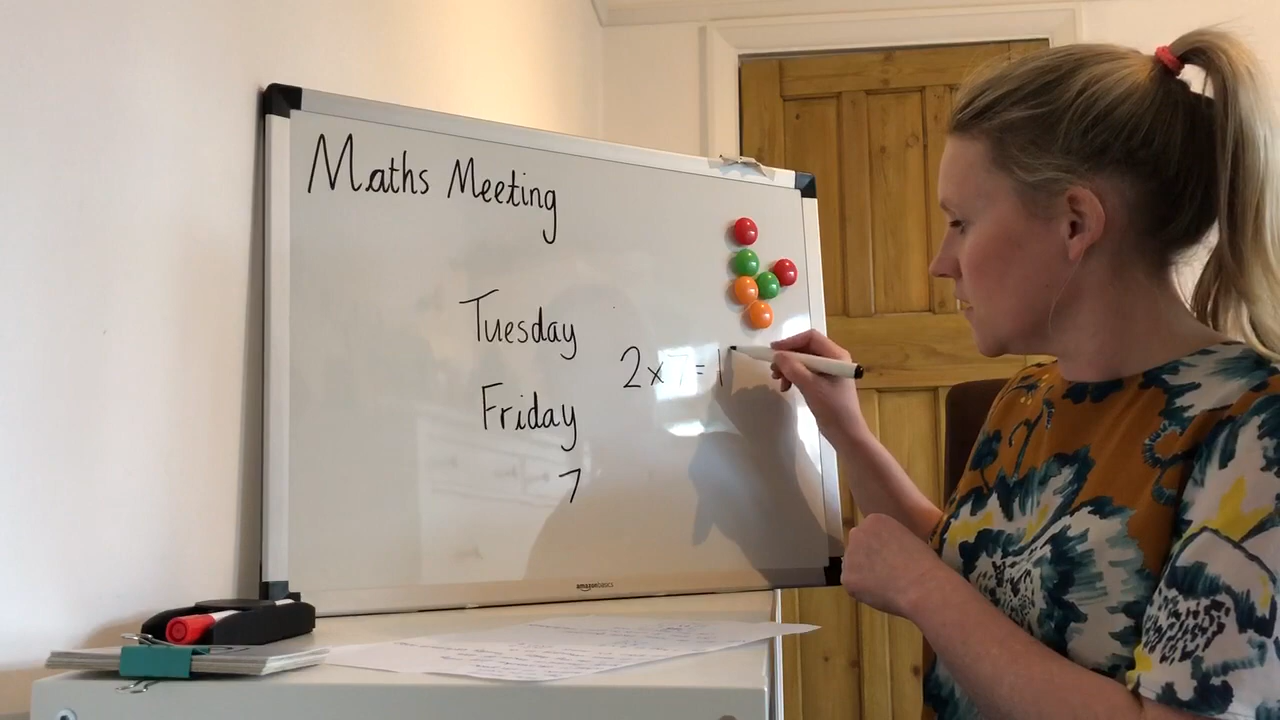 Maths Meeting
Tuesday
2 x 7 = 1
Friday
7
amazonbasics